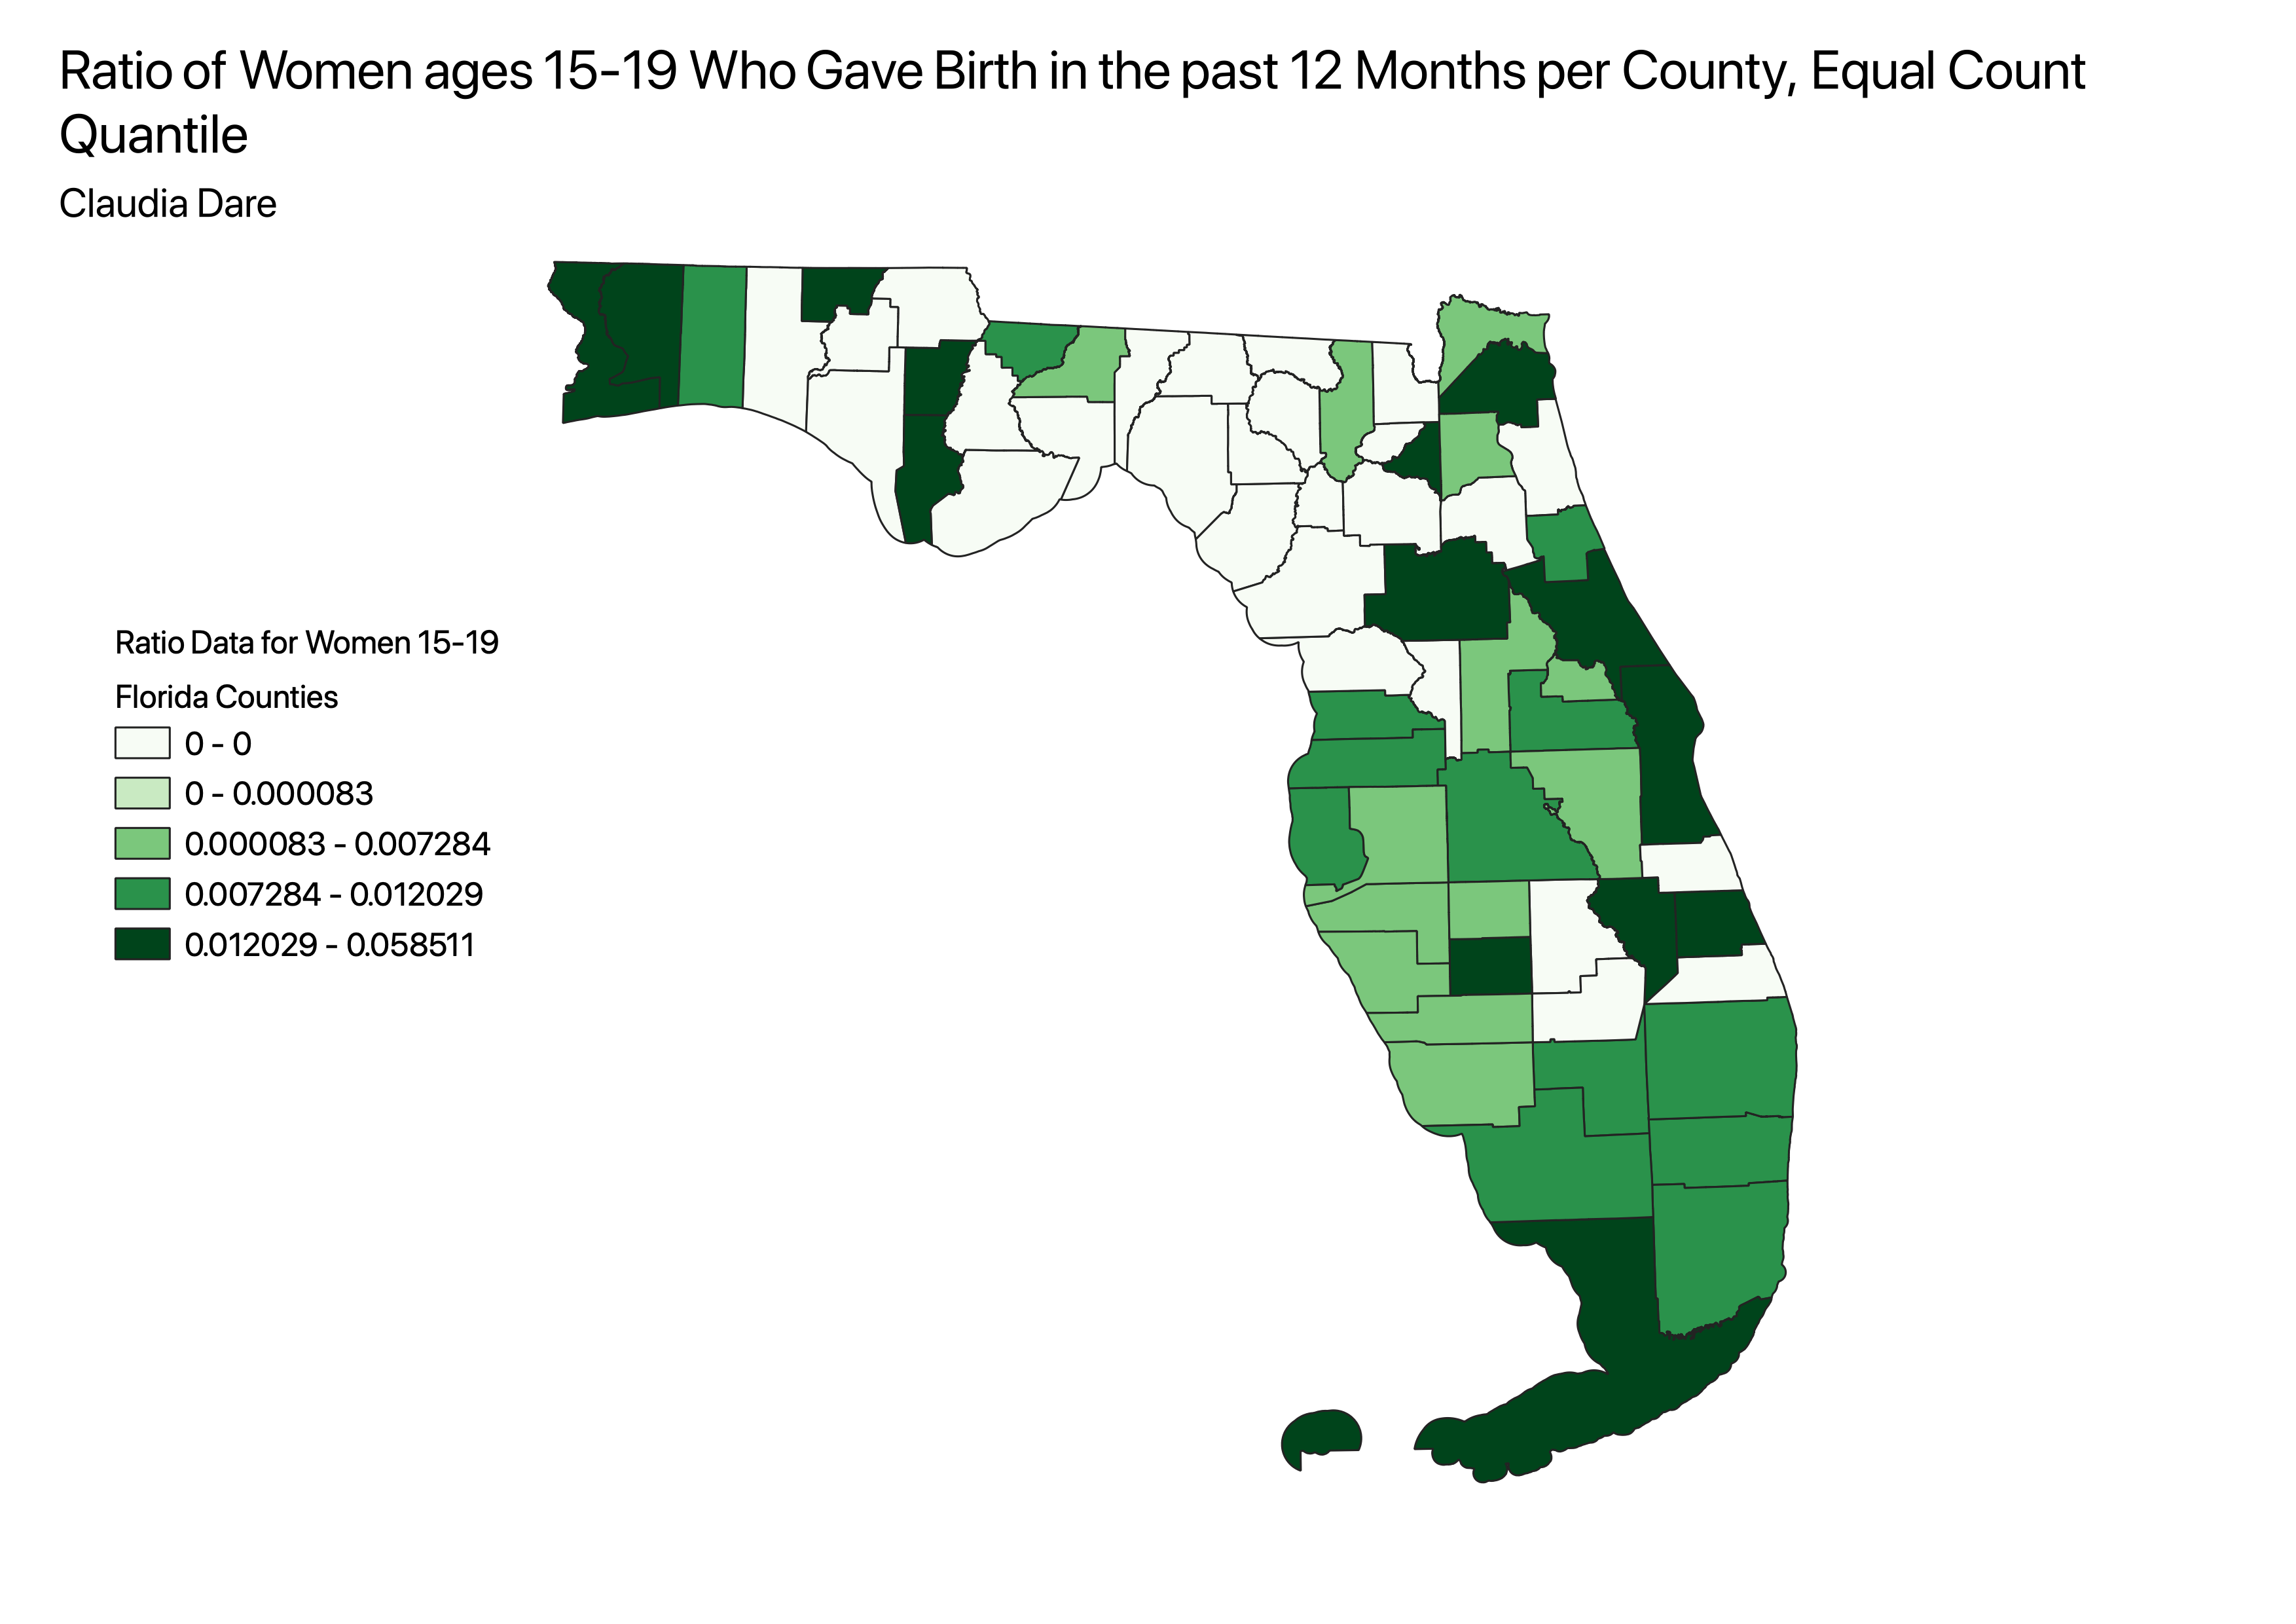 Ratio of Women ages 15-19 Who Gave Birth in the past 12 Months per County, Equal Count
Quantile
Claudia Dare
Ratio Data for Women 15-19
Florida Counties
0 - 0
0 - 0.000083
0.000083 - 0.007284
0.007284 - 0.012029
0.012029 - 0.058511